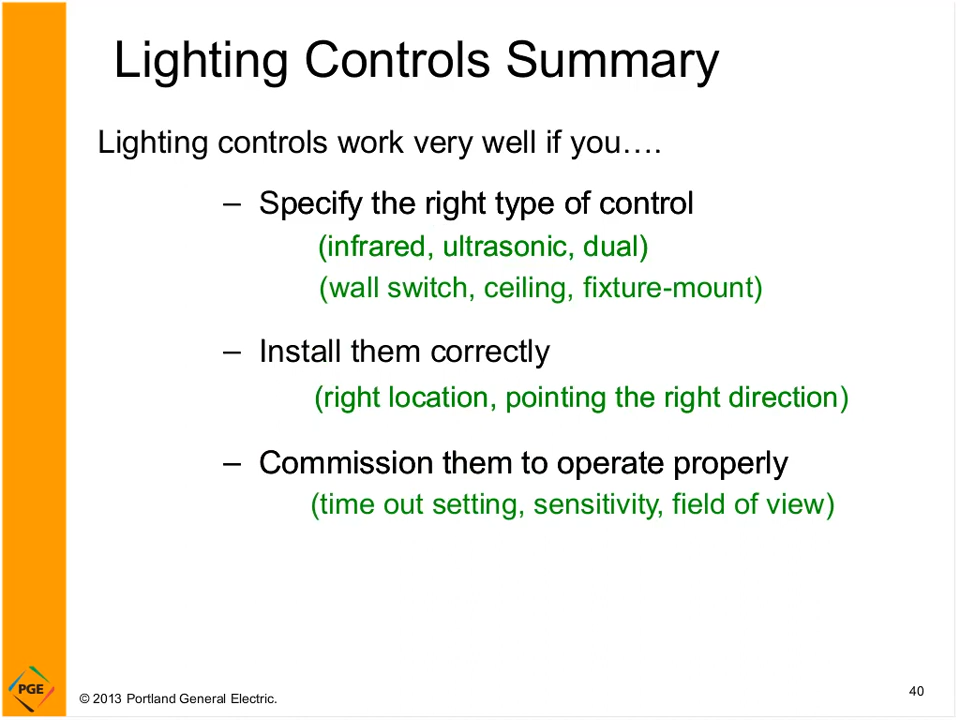 Lighting Controls Summary
Lighting controls work very well if you….
– Specify the right type of control
(infrared, ultrasonic, dual)
(wall switch, ceiling, fixture-mount)
– Install them correctly
(right location, pointing the right direction)
– Commission them to operate properly
(time out setting, sensitivity, field of view)
PGE
© 2013 Portland General Electric.
40